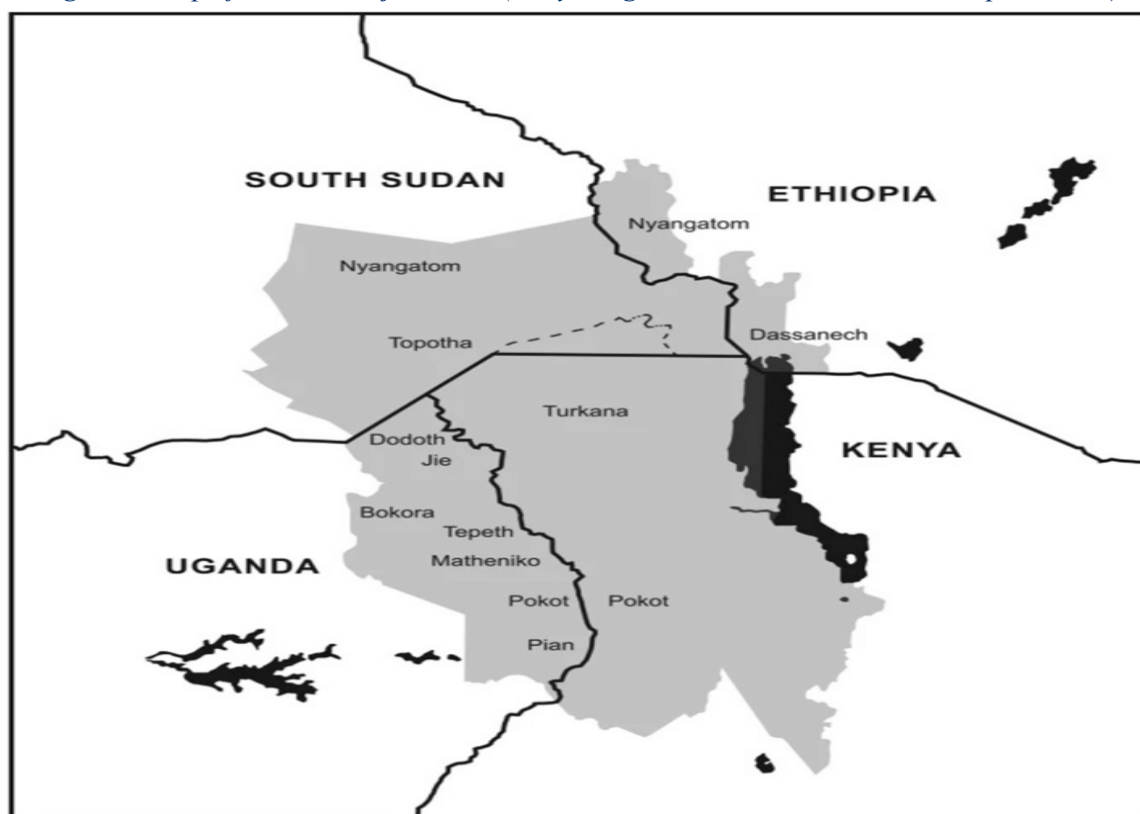 SOUTH SUDAN
ETHIOPIA
Nyangatom
Nyangatom
Topotha
Dassanech
Turkana
Dodoth
Jie
KENYA
Bokora
Tepeth
Matheniko
UGANDA
Pokot
Pokot
Pian